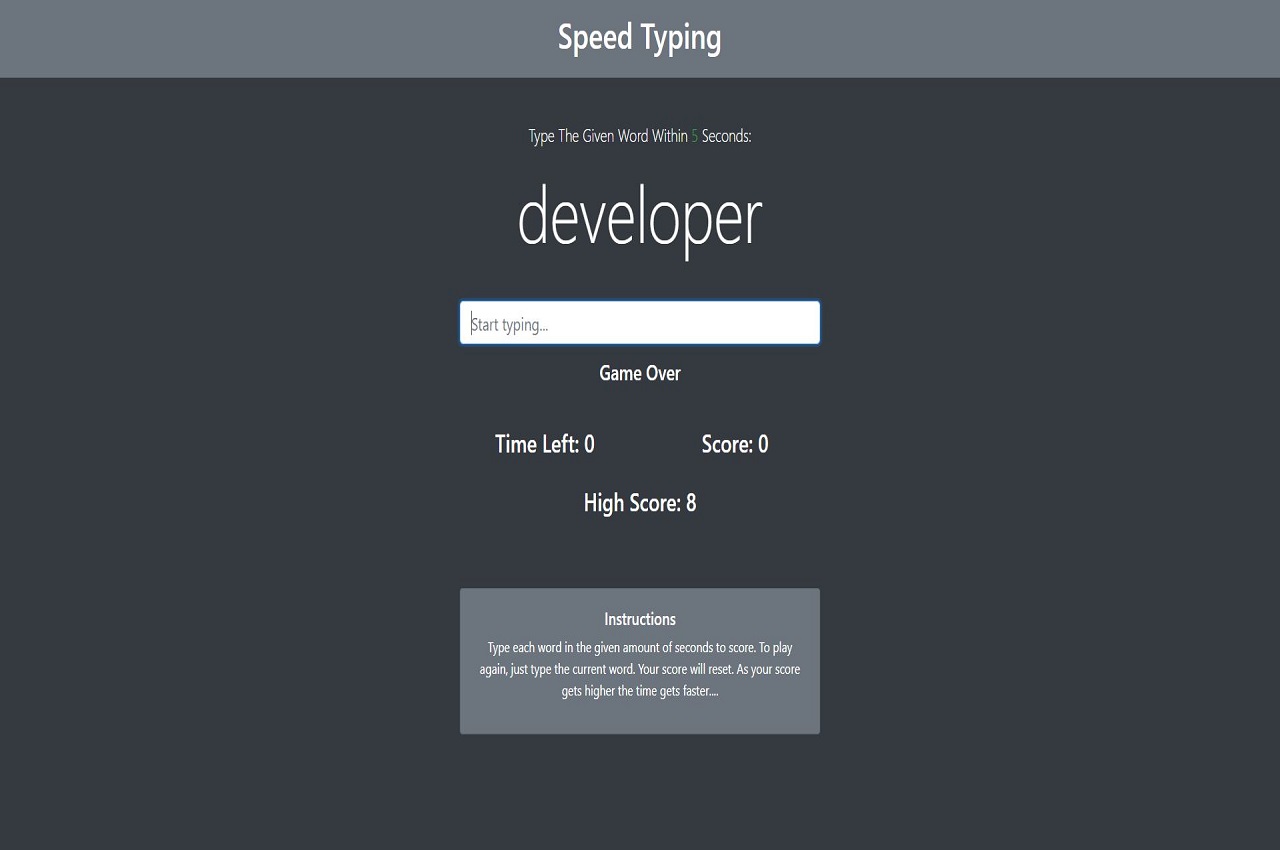 Speed Typing
Type The Given Word Within 5 Seconds:
developer
Start typing...
Game Over
Time Left: 0 Score: 0
High Score: 8
Instructions
Type each word in the given amount of seconds to score. To play
again, just type the current word. Your score will reset. As your score
gets higher the time gets faster....